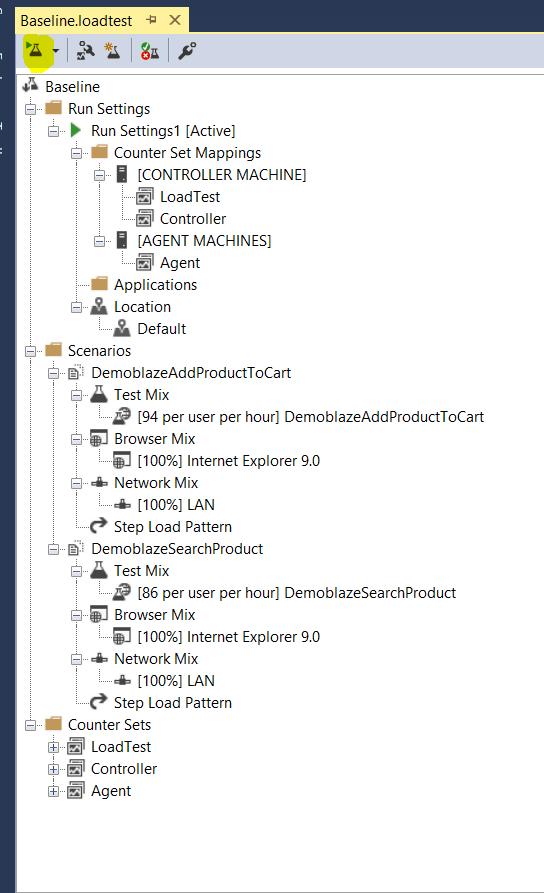 Baseline.loadtest
Baseline
Run Settings
Run Settings1 [Active]
Counter Set Mappings
[CONTROLLER MACHINE]
LoadTest
Controller
[AGENT MACHINES]
Agent
Applications
Location
Default
Scenarios
DemoblazeAddProductToCart
Test Mix
[94 per user per hour] DemoblazeAddProductToCart
Browser Mix
[100%] Internet Explorer 9.0
Network Mix
[100%] LAN
Step Load Pattern
DemoblazeSearchProduct
Test Mix
[86 per user per hour] DemoblazeSearchProduct
Browser Mix
[100%] Internet Explorer 9.0
Network Mix
[100%] LAN
Step Load Pattern
Counter Sets
LoadTest
Controller
Agent